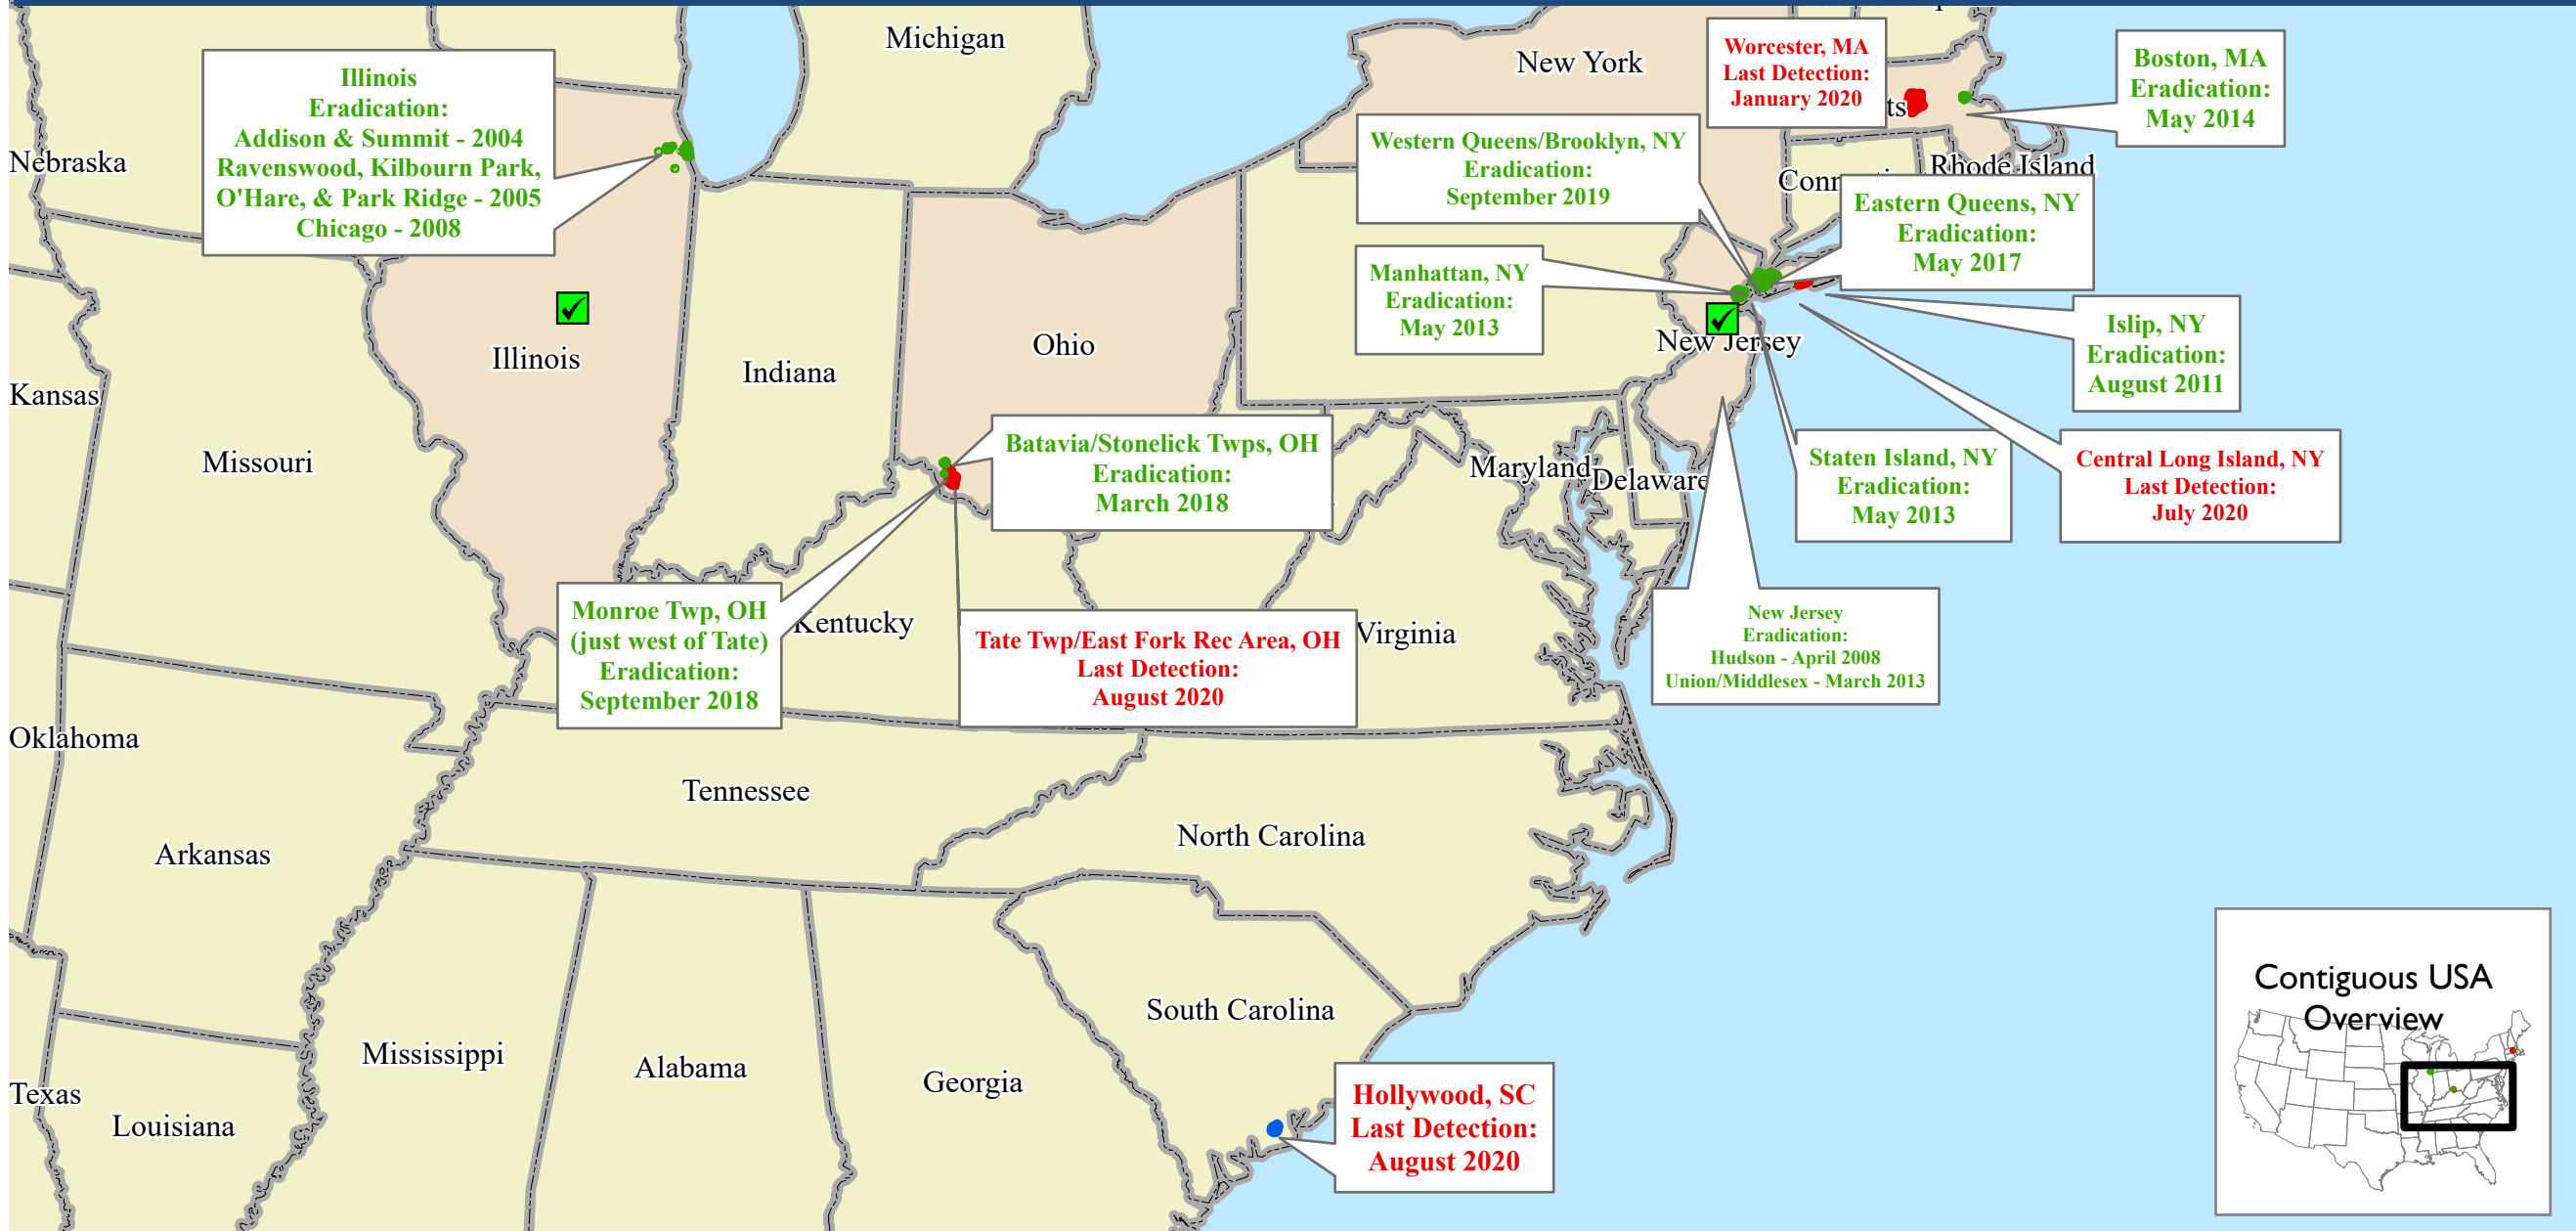 Michigan
New York
Worcester, MA
Last Detection:
January 2020
Boston, MA
Eradication:
May 2014
Illinois
Eradication:
Addison & Summit - 2004
Ravenswood, Kilbourn Park,
O'Hare, & Park Ridge - 2005
Chicago - 2008
ts
Western Queens/Brooklyn, NY
Eradication:
September 2019
Nebraska
Rhode Island
Eastern Queens, NY
Eradication:
May 2017
Manhattan, NY
Eradication:
May 2013
Islip, NY
Eradication:
August 2011
New Jersey
Illinois
Ohio
Indiana
Kansas
Missouri
Batavia/Stonelick Twps, OH
Eradication:
March 2018
Maryland
Delaware
Staten Island, NY
Eradication:
May 2013
Central Long Island, NY
Last Detection:
July 2020
Monroe Twp, OH
(just west of Tate)
Eradication:
September 2018
Kentucky
Tate Twp/East Fork Rec Area, OH
Last Detection:
August 2020
Virginia
New Jersey
Eradication:
Hudson - April 2008
Union/Middlesex - March 2013
Oklahoma
Tennessee
North Carolina
Arkansas
South Carolina
Mississippi
Alabama
Georgia
Texas
Louisiana
Hollywood, SC
Last Detection:
August 2020
Contiguous USA
Overview